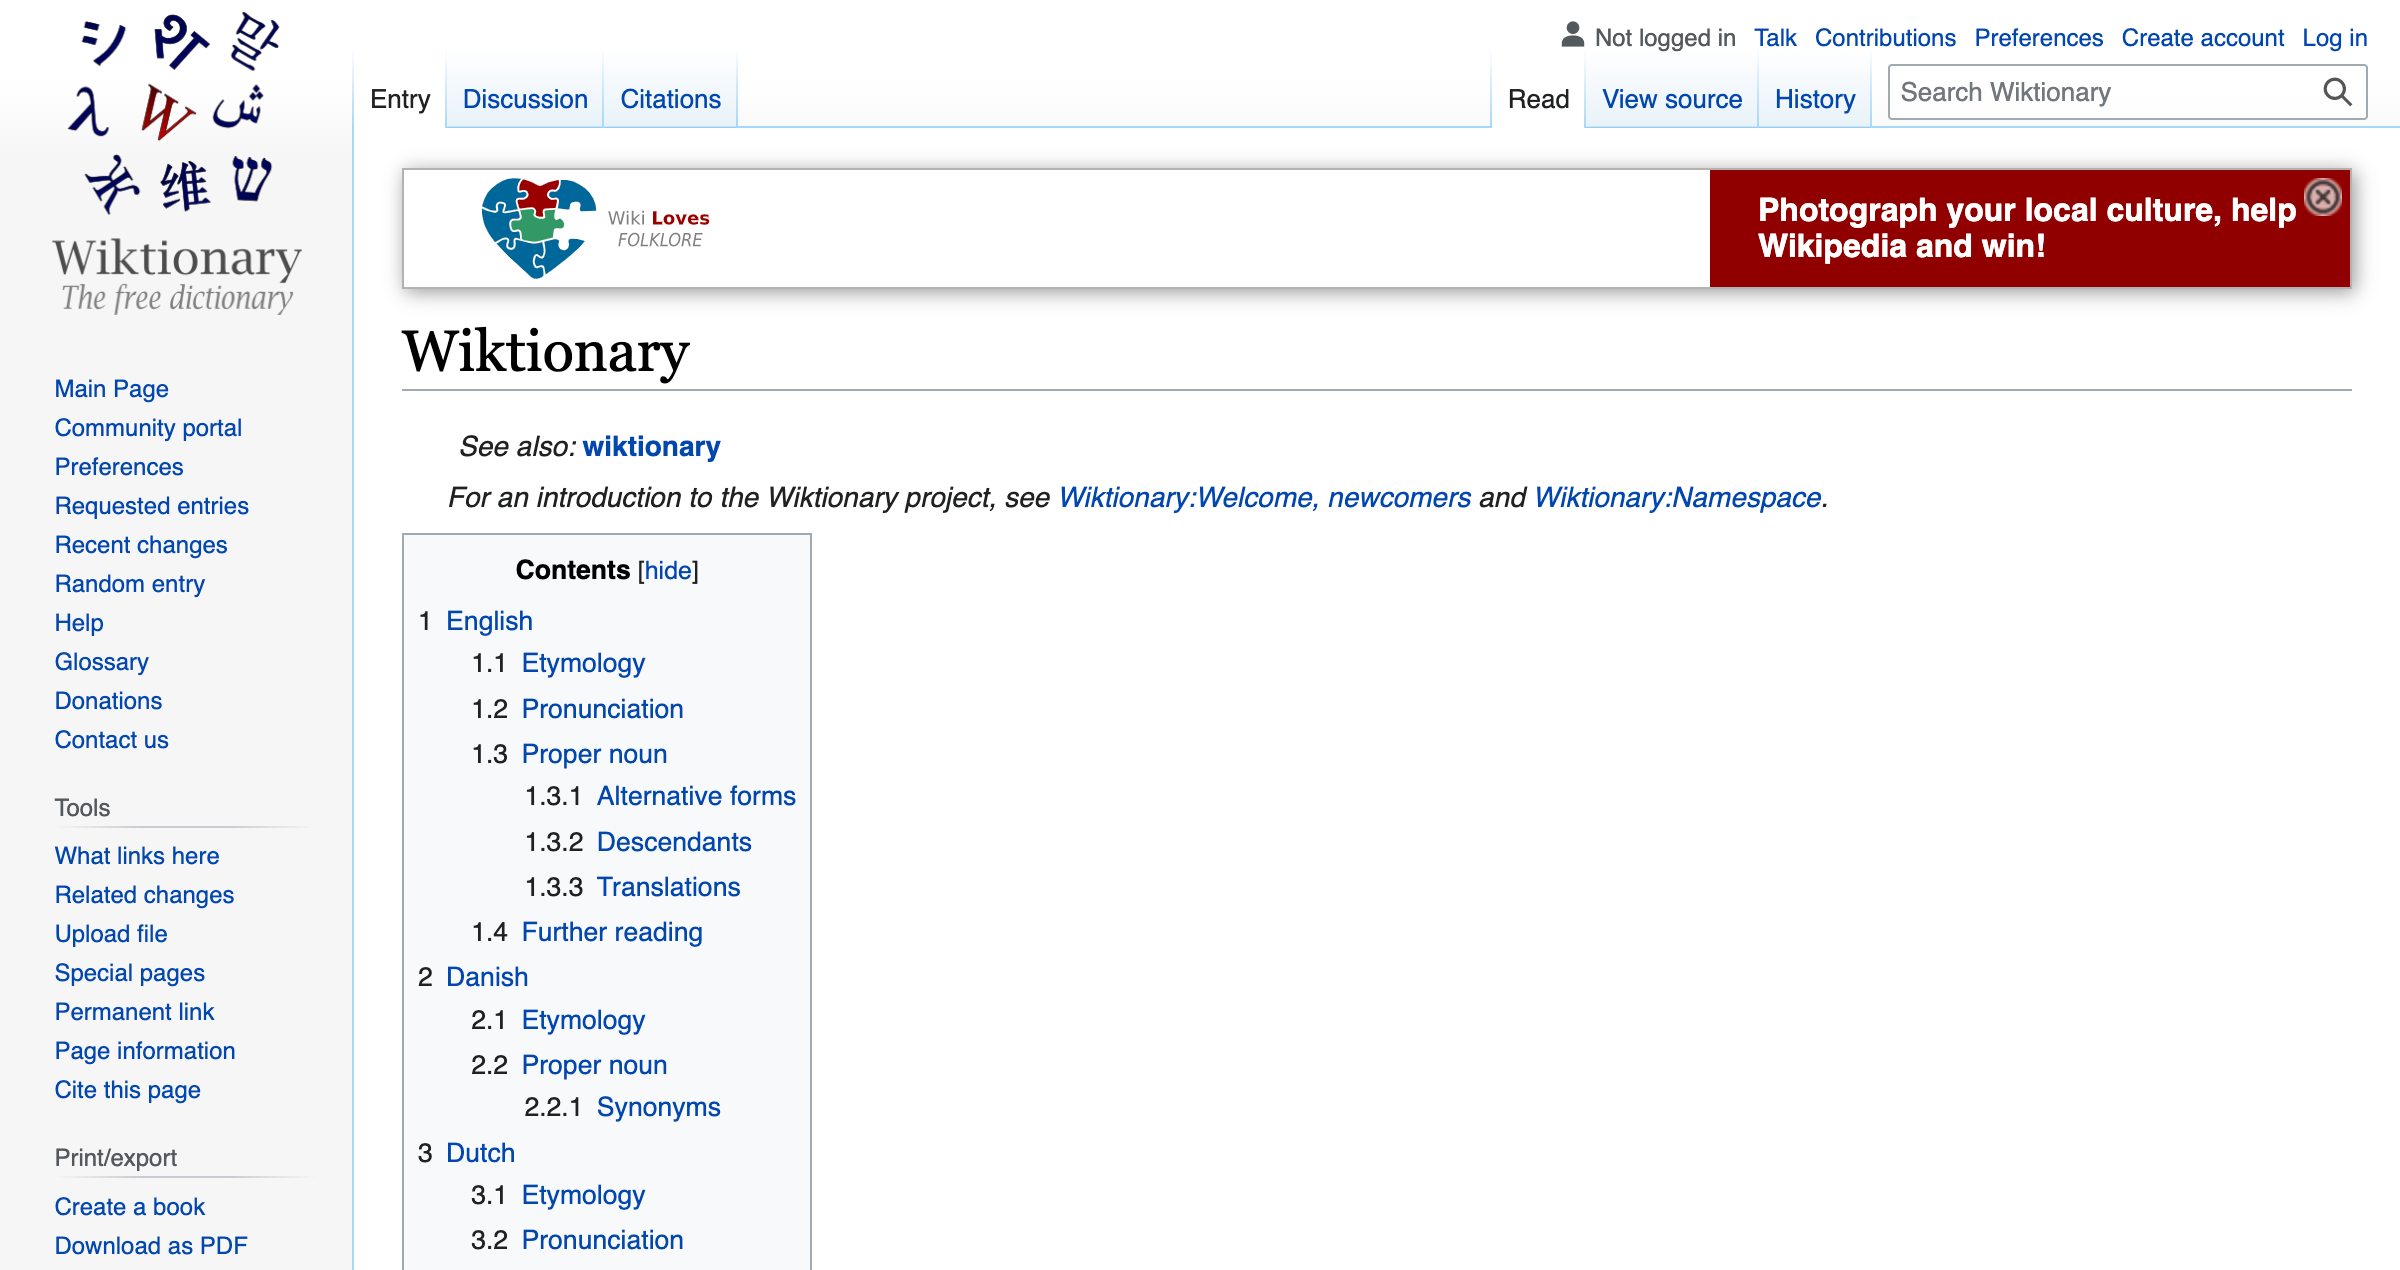 シ जा 말
λ W ش
维 ש
Wiktionary
The free dictionary
Main Page
Community portal
Preferences
Requested entries
Recent changes
Random entry
Help
Glossary
Donations
Contact us
Tools
What links here
Related changes
Upload file
Special pages
Permanent link
Page information
Cite this page
Print/export
Create a book
Download as PDF
Not logged in Talk Contributions Preferences Create account Log in
Entry Discussion Citations Read View source History Search Wiktionary
Wiki Loves
FOLKLORE
Photograph your local culture, help
Wikipedia and win!
Wiktionary
See also: wiktionary
For an introduction to the Wiktionary project, see Wiktionary:Welcome, newcomers and Wiktionary:Namespace.
Contents [hide]
1 English
1.1 Etymology
1.2 Pronunciation
1.3 Proper noun
1.3.1 Alternative forms
1.3.2 Descendants
1.3.3 Translations
1.4 Further reading
2 Danish
2.1 Etymology
2.2 Proper noun
2.2.1 Synonyms
3 Dutch
3.1 Etymology
3.2 Pronunciation